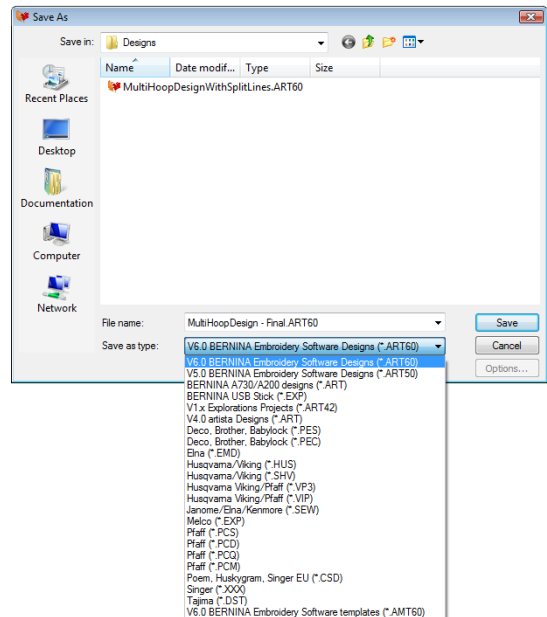 Save As
Save in: Designs
Name Date modif... Type Size
MultiHoopDesignWithSplitLines.ART60
Recent Places
Desktop
Documentation
Computer
Network
File name: MultiHoopDesign - Final.ART60 Save
Save as type: V6.0 BERNINA Embroidery Software Designs (*.ART60) Cancel
Options...
V6.0 BERNINA Embroidery Software Designs (*.ART60)
V5.0 BERNINA Embroidery Software Designs (*.ART50)
BERNINA A730/A200 designs (*.ART)
BERNINA USB Stick (*.EXP)
V1.x Explorations Projects (*.ART42)
V4.0 artista Designs (*.ART)
Deco, Brother, Babylock (*.PES)
Deco, Brother, Babylock (*.PEC)
Elna (*.EMD)
Husqvarna/Viking (*.HUS)
Husqvarna/Viking (*.SHV)
Husqvarna Viking/Pfaff (*.VP3)
Husqvarna Viking/Pfaff (*.VIP)
Janome/Elna/Kenmore (*.SEW)
Melco (*.EXP)
Pfaff (*.PCS)
Pfaff (*.PCD)
Pfaff (*.PCQ)
Pfaff (*.PCM)
Poem, Huskygram, Singer EU (*.CSD)
Singer (*.XXX)
Tajima (*.DST)
V6.0 BERNINA Embroidery Software templates (*.AMT60)